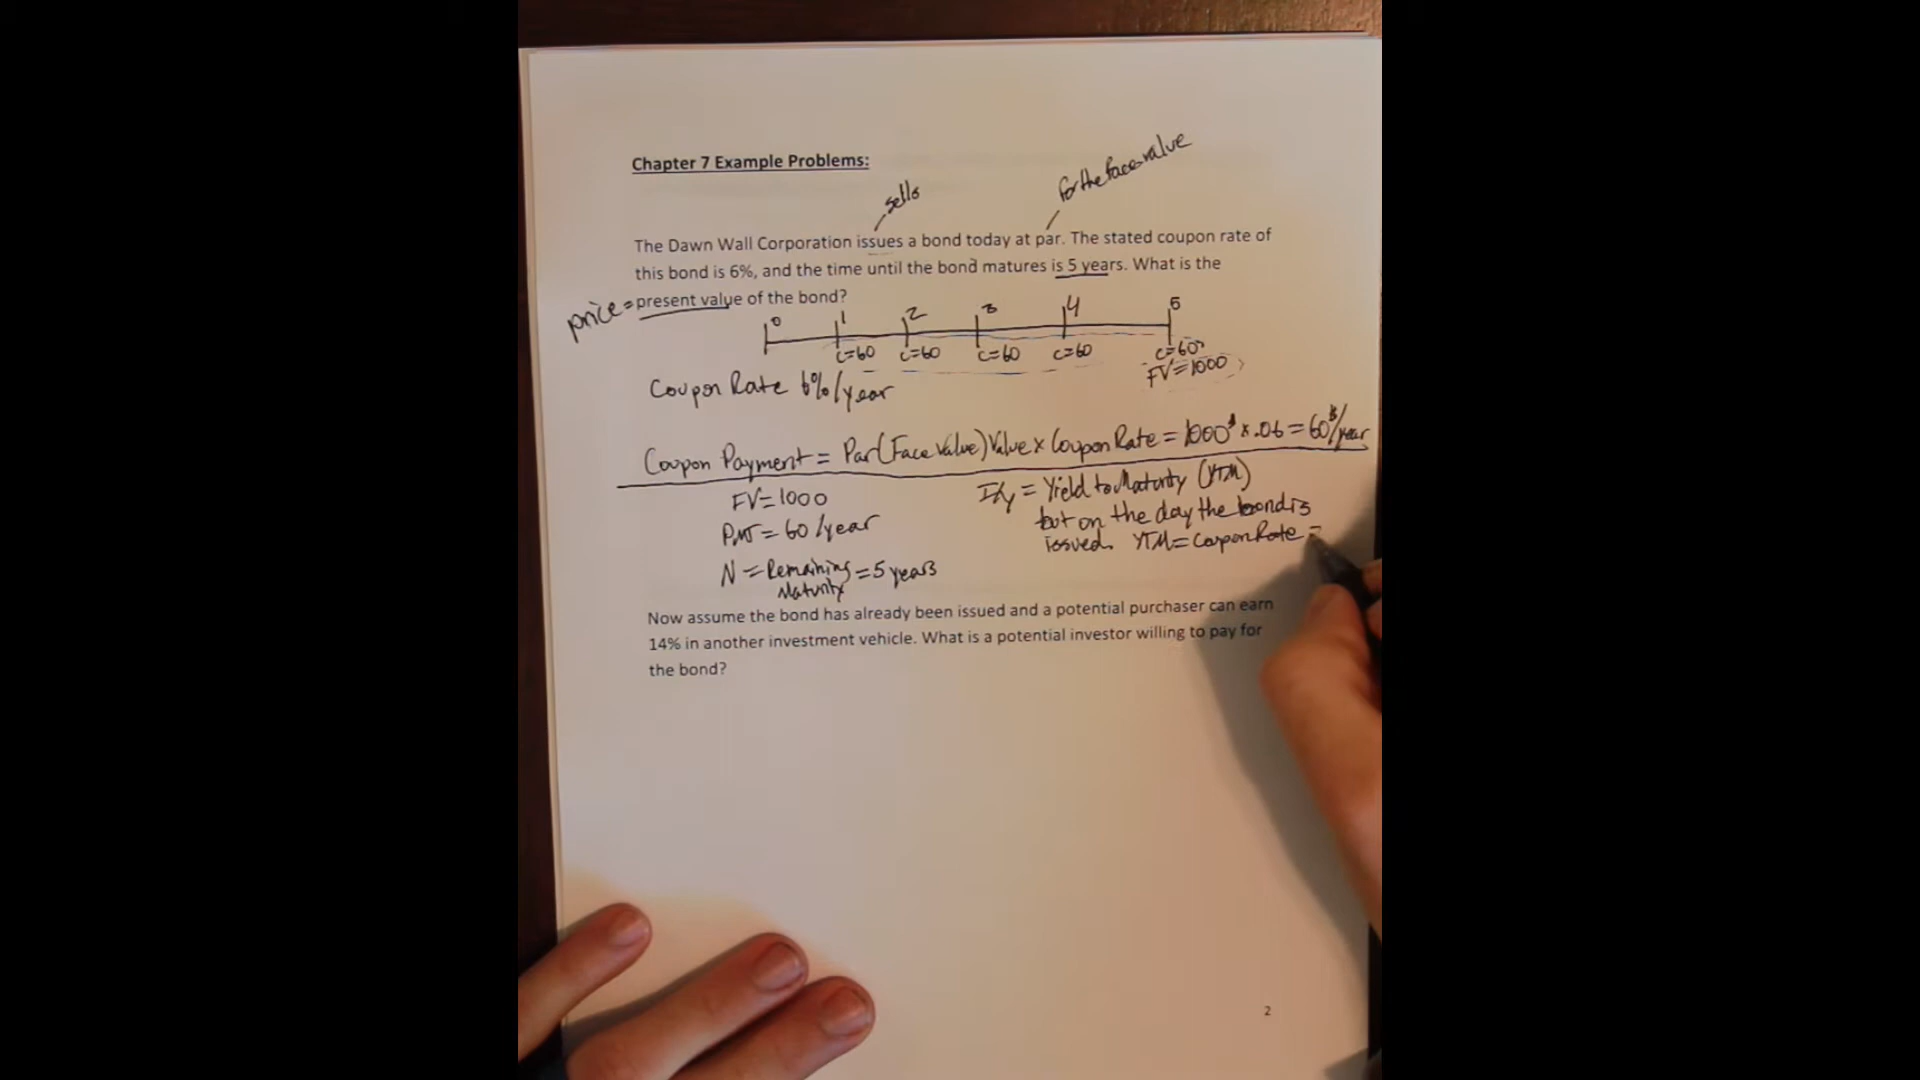 Chapter 7 Example Problems:
sells
for the Face value
The Dawn Wall Corporation issues a bond today at par. The stated coupon rate of
this bond is 6%, and the time until the bond matures is 5 years. What is the
price = present value of the bond?
0 1 2 3 4 5
C=60 C=60 C=60 C=60 C=60
FV=1000
Coupon Rate 6%/year
Coupon Payment = Par(Face Value) Value x Coupon Rate = 1000$ * .06 = 60$/year
FV=1000
PMT = 60/year
N = Remaining Maturity = 5 years
I/y = Yield to Maturity (YTM)
but on the day the bond is
issued YTM = Coupon Rate =
Now assume the bond has already been issued and a potential purchaser can earn
14% in another investment vehicle. What is a potential investor willing to pay for
the bond?
2